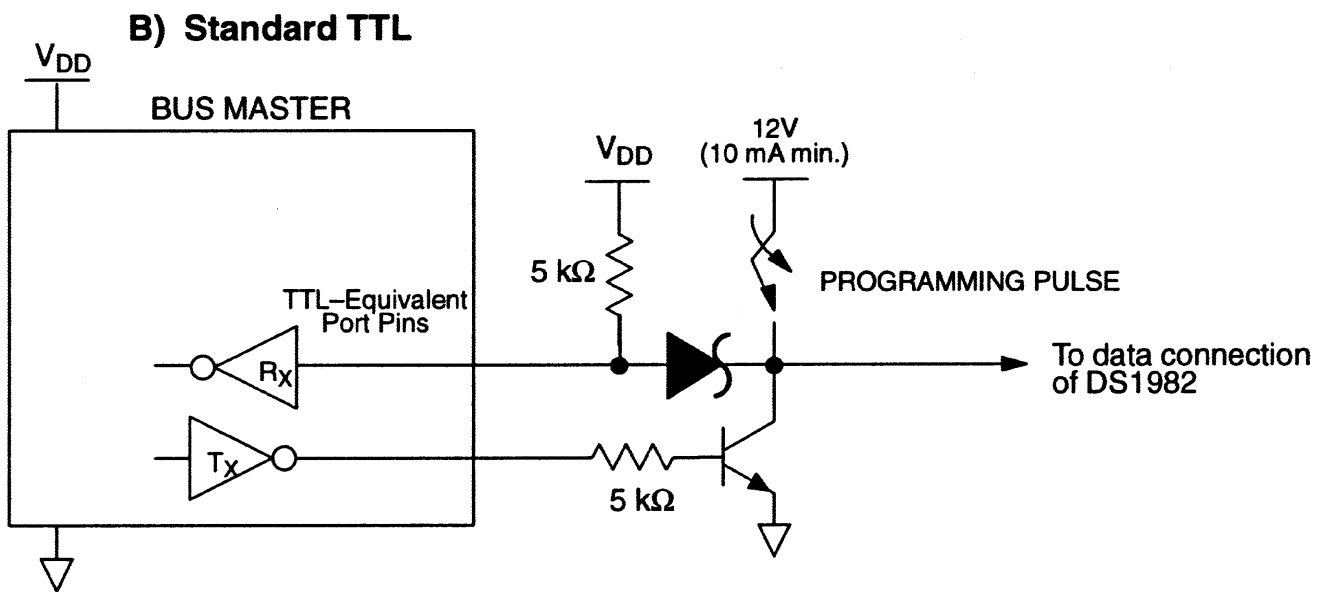 B) Standard TTL
VDD
BUS MASTER
12V
(10 mA min.)
VDD
5 kΩ
PROGRAMMING PULSE
TTL–Equivalent
Port Pins
RX
To data connection
of DS1982
TX
5 kΩ